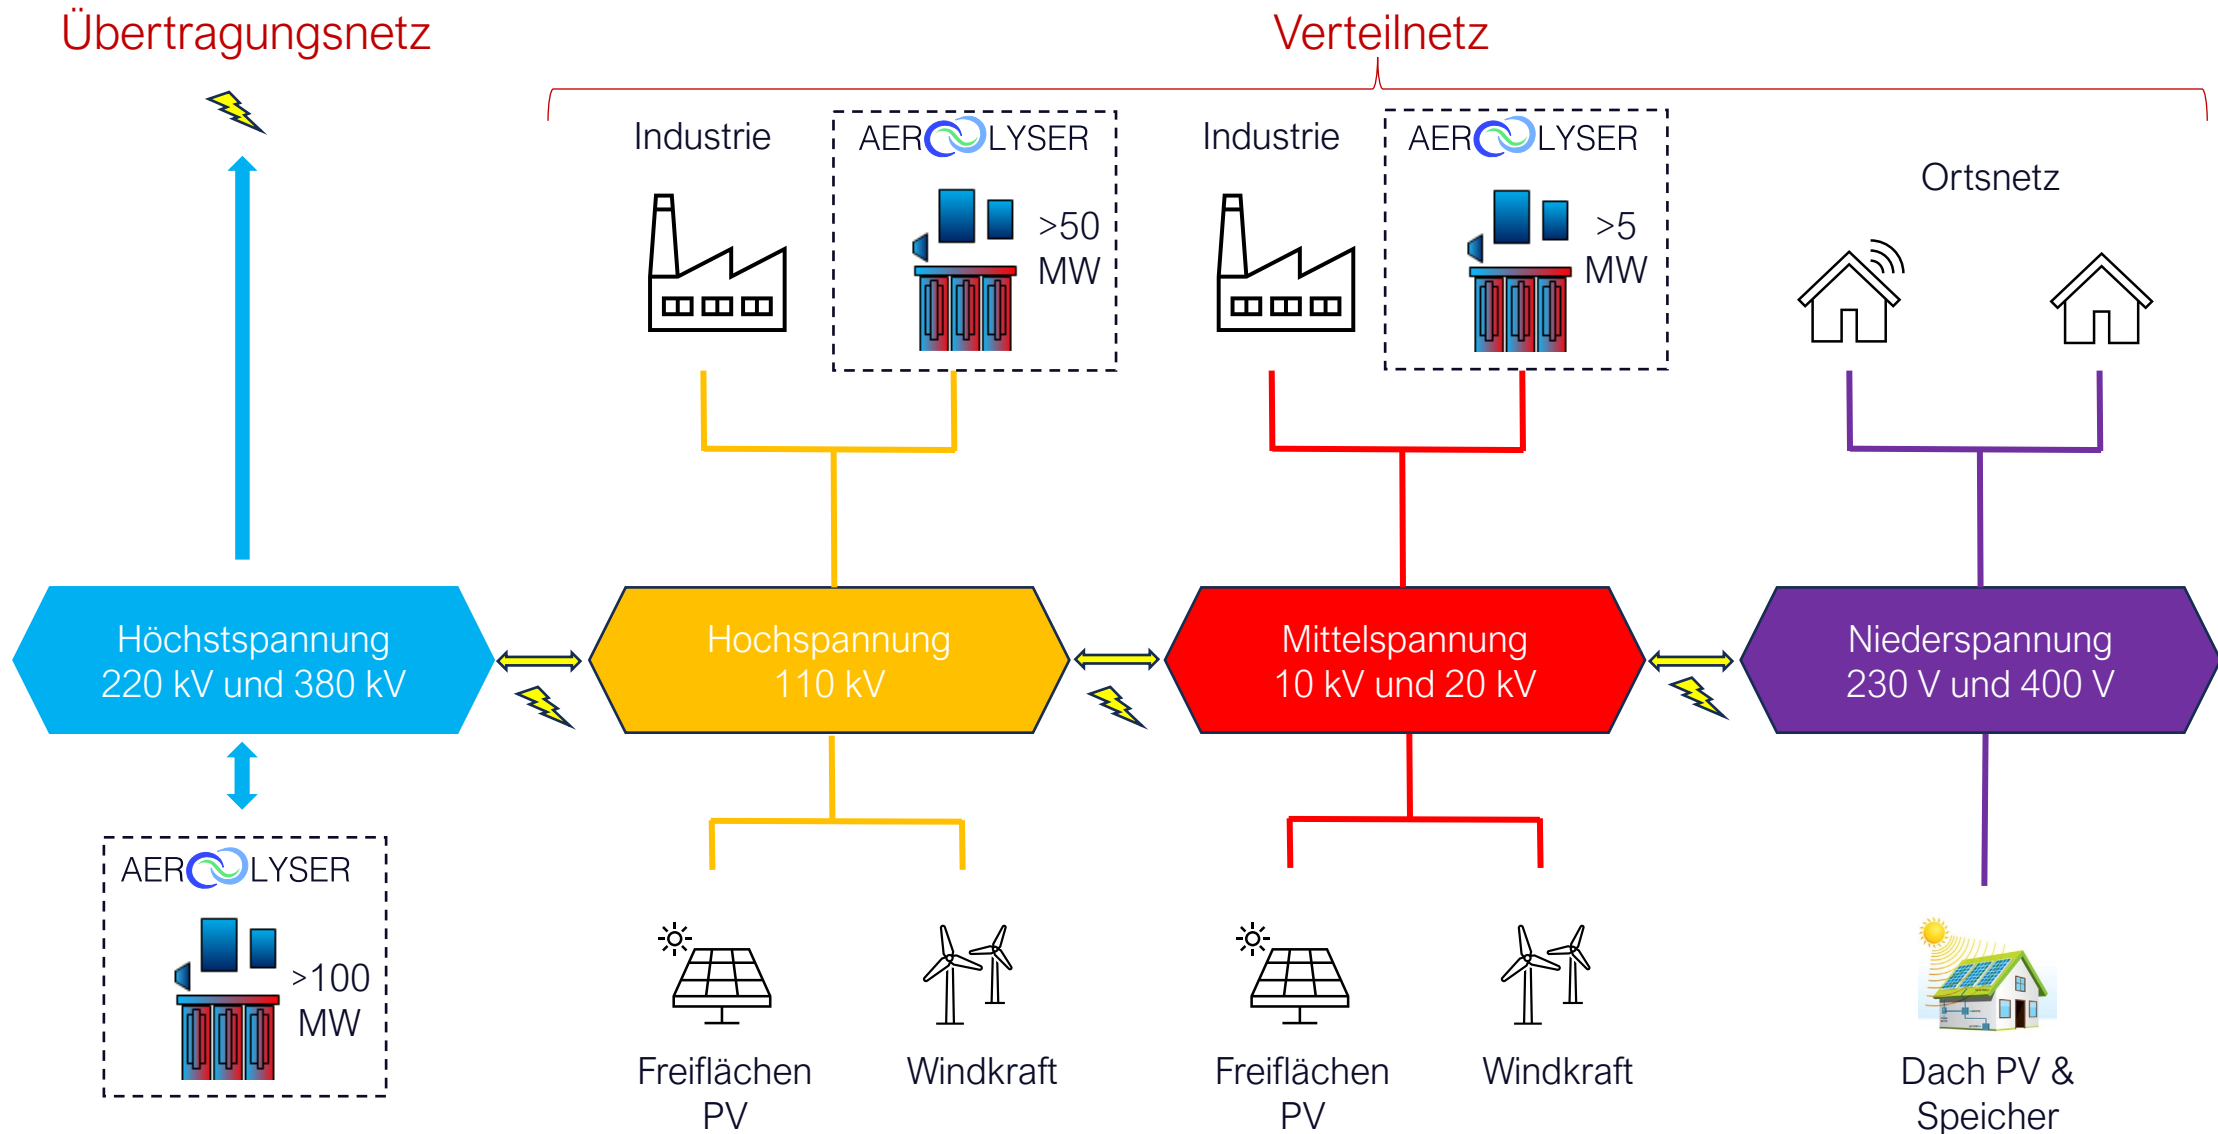 Übertragungsnetz
Verteilnetz
Industrie
AEROLYSER
>50
MW
Industrie
AEROLYSER
>5
MW
Ortsnetz
Höchstspannung
220 kV und 380 kV
Hochspannung
110 kV
Mittelspannung
10 kV und 20 kV
Niederspannung
230 V und 400 V
AEROLYSER
>100
MW
Freiflächen
PV
Windkraft
Freiflächen
PV
Windkraft
Dach PV &
Speicher